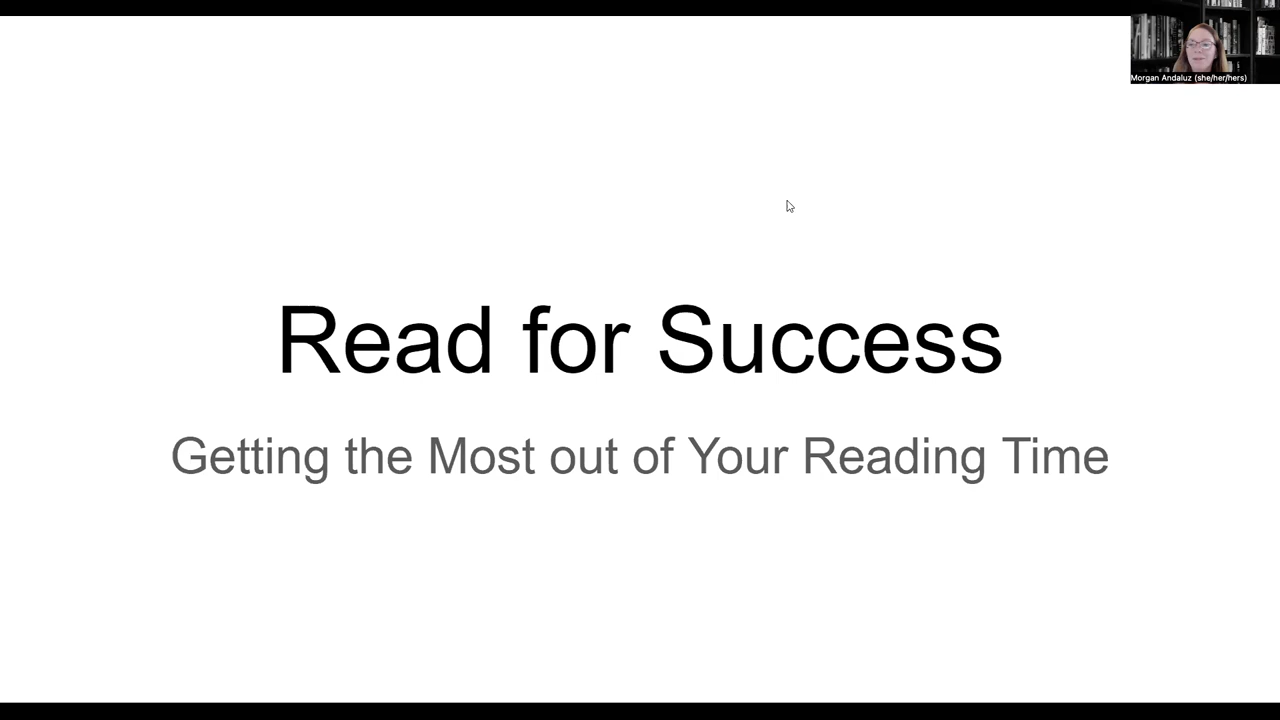 Morgan Andaluz (she/her/hers)
Read for Success
Getting the Most out of Your Reading Time